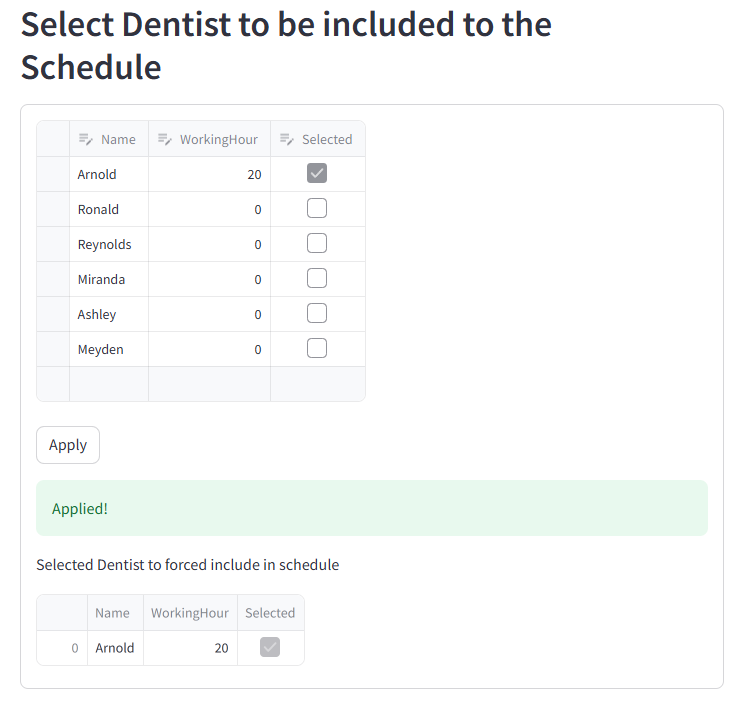 Select Dentist to be included to the
Schedule
Name WorkingHour Selected
Arnold 20
Ronald 0
Reynolds 0
Miranda 0
Ashley 0
Meyden 0
Apply
Applied!
Selected Dentist to forced include in schedule
Name WorkingHour Selected
0 Arnold 20